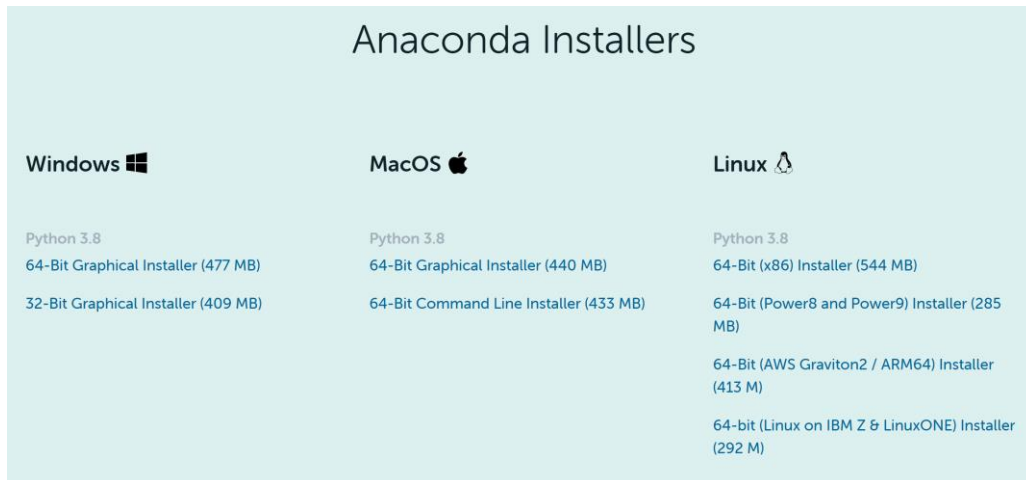 Anaconda Installers
Windows
Python 3.8
64-Bit Graphical Installer (477 MB)
32-Bit Graphical Installer (409 MB)
MacOS
Python 3.8
64-Bit Graphical Installer (440 MB)
64-Bit Command Line Installer (433 MB)
Linux
Python 3.8
64-Bit (x86) Installer (544 MB)
64-Bit (Power8 and Power9) Installer (285
MB)
64-Bit (AWS Graviton2 / ARM64) Installer
(413 M)
64-bit (Linux on IBM Z & LinuxONE) Installer
(292 M)